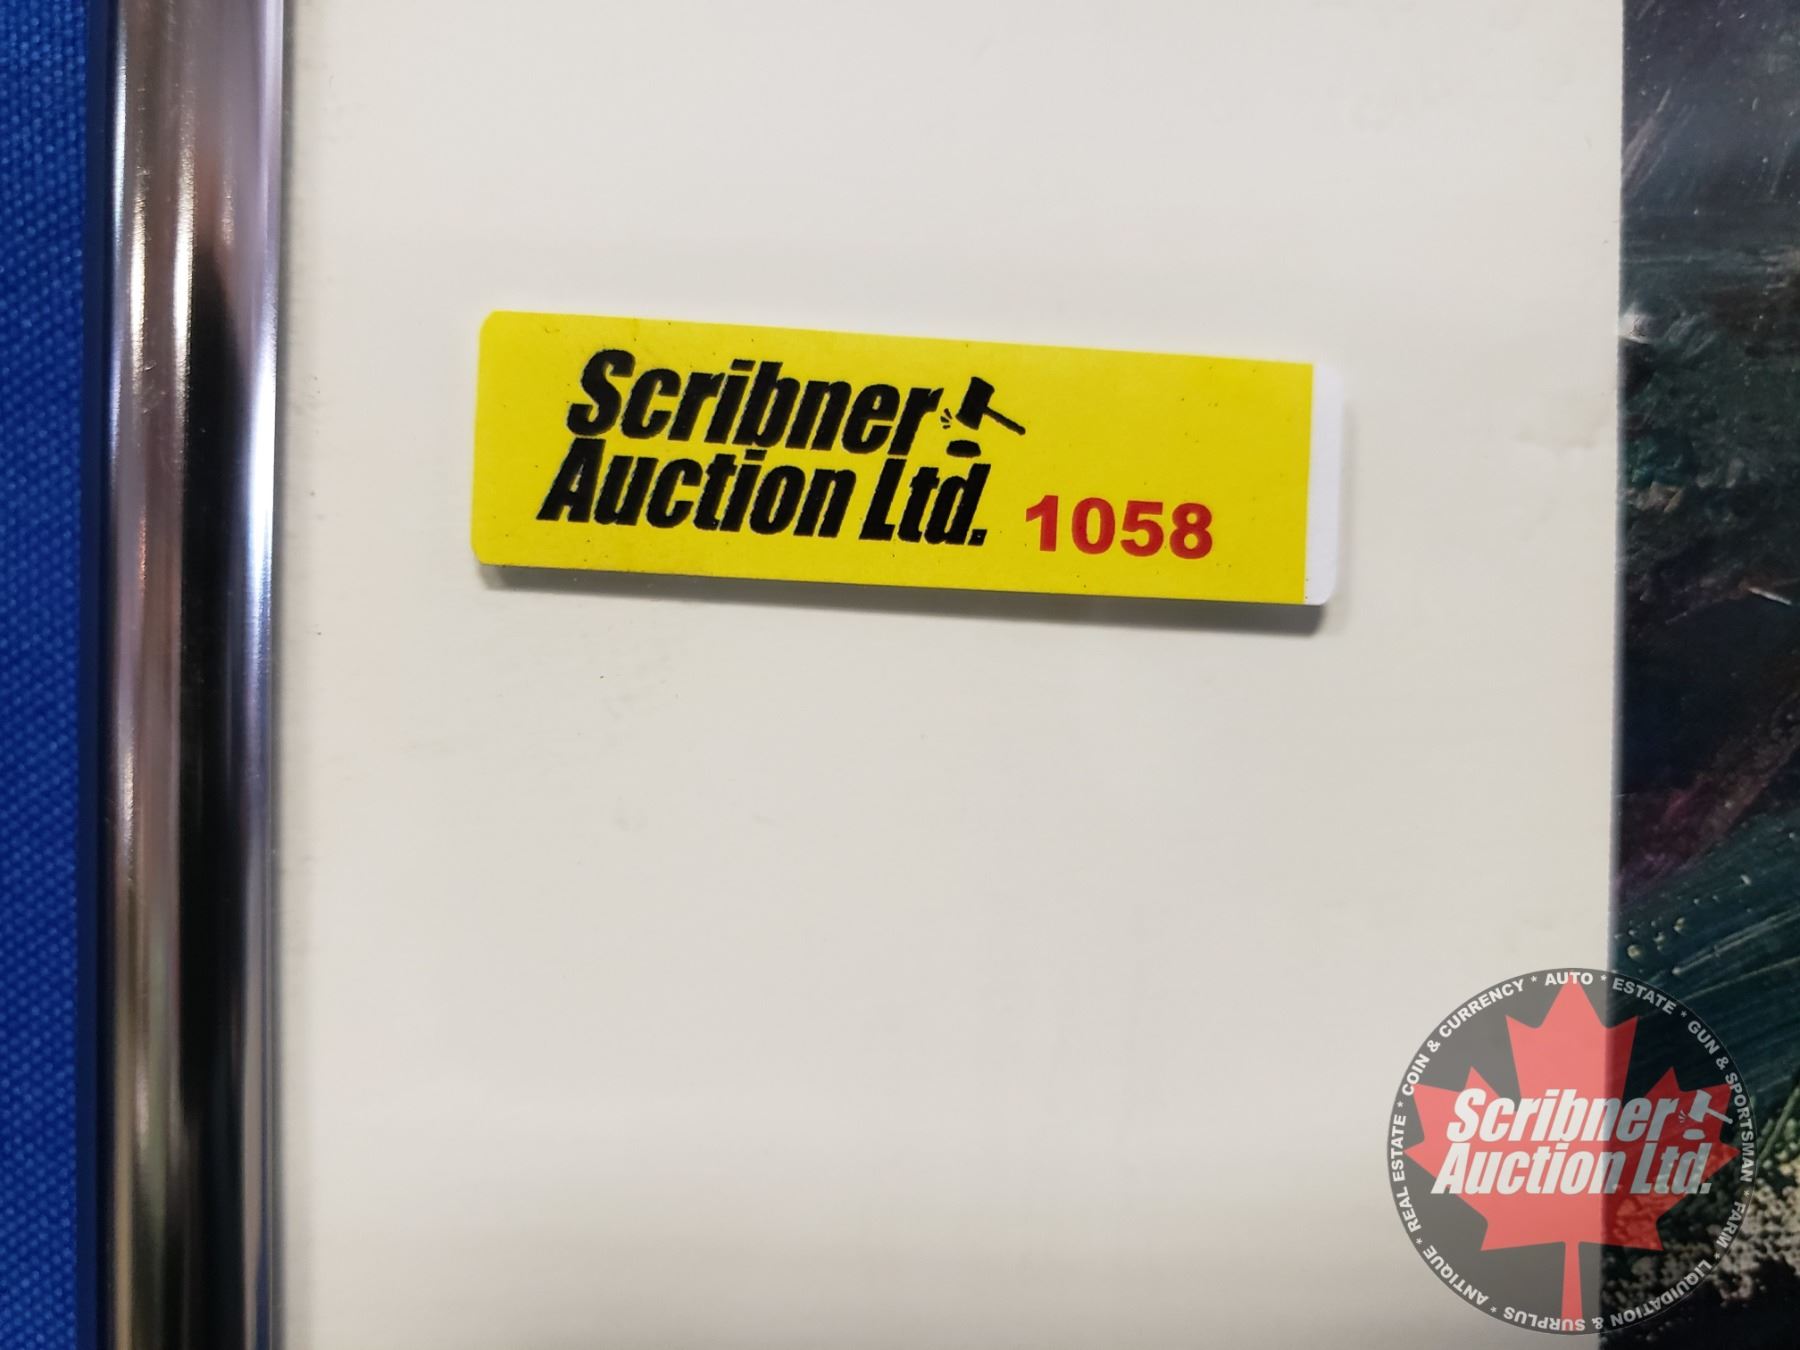 Scribner
Auction Ltd. 1058
COIN & CURRENCY * AUTO * ESTATE * GUN & SPORTSMAN * FARM * LIQUIDATION & SURPLUS * ANTIQUE * REAL ESTATE *
Scribner
Auction Ltd.